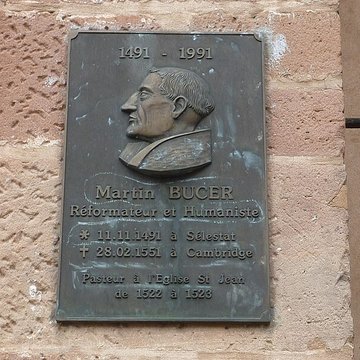 1491 - 1991
Martin BUCER
Réformateur et Humaniste
* 11.11.1491 à Sélestat
† 28.02.1551 à Cambridge
Pasteur à l'Eglise St Jean
de 1522 à 1523